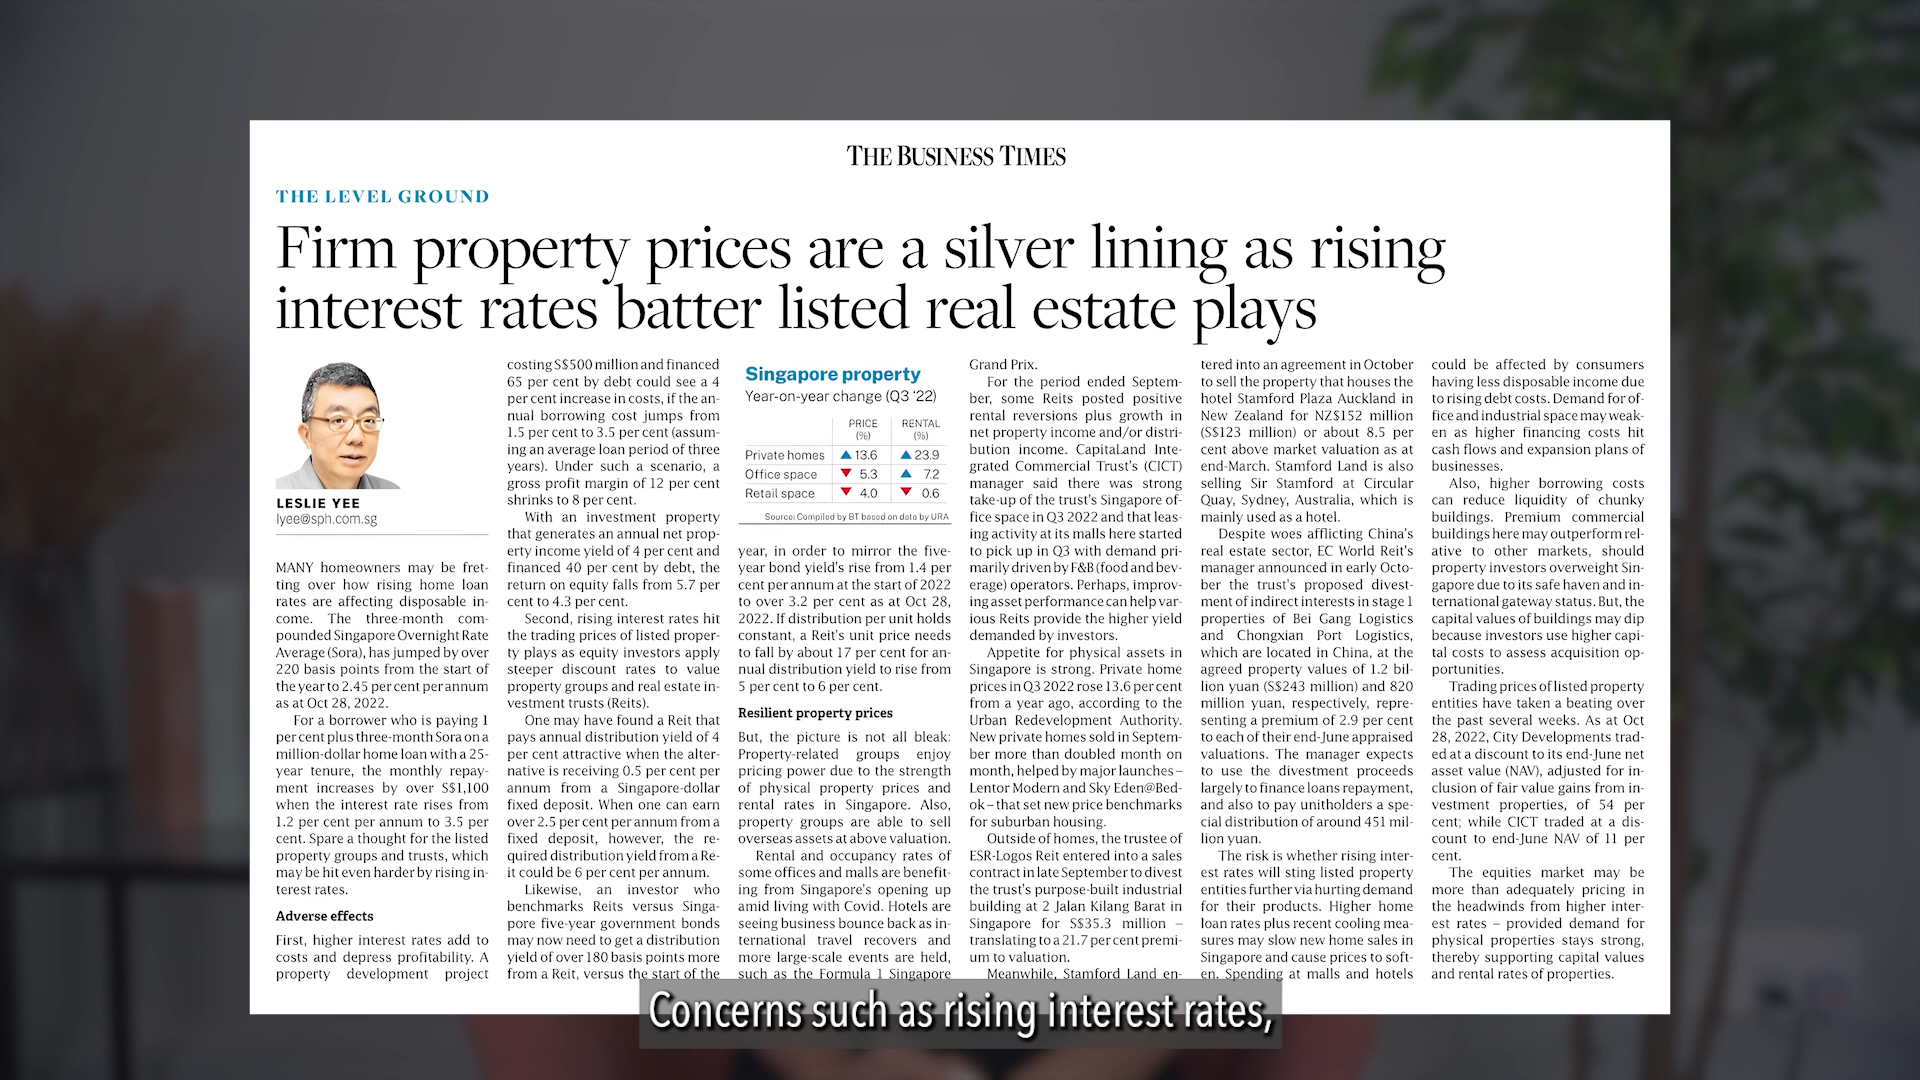 THE BUSINESS TIMES
THE LEVEL GROUND
Firm property prices are a silver lining as rising
interest rates batter listed real estate plays
LESLIE YEE
lyee@sph.com.sg
MANY homeowners may be fret-
ting over how rising home loan
rates are affecting disposable in-
come. The three-month com-
pounded Singapore Overnight Rate
Average (Sora), has jumped by over
220 basis points from the start of
the year to 2.45 per cent per annum
as at Oct 28, 2022.
For a borrower who is paying 1
per cent plus three-month Sora on a
million-dollar home loan with a 25-
year tenure, the monthly repay-
ment increases by over S$1,100
when the interest rate rises from
1.2 per cent per annum to 3.5 per
cent. Spare a thought for the listed
property groups and trusts, which
may be hit even harder by rising in-
terest rates.
Adverse effects
First, higher interest rates add to
costs and depress profitability. A
property development project
costing S$500 million and financed
65 per cent by debt could see a 4
per cent increase in costs, if the an-
nual borrowing cost jumps from
1.5 per cent to 3.5 per cent (assum-
ing an average loan period of three
years). Under such a scenario, a
gross profit margin of 12 per cent
shrinks to 8 per cent.
With an investment property
that generates an annual net prop-
erty income yield of 4 per cent and
financed 40 per cent by debt, the
return on equity falls from 5.7 per
cent to 4.3 per cent.
Second, rising interest rates hit
the trading prices of listed proper-
ty plays as equity investors apply
steeper discount rates to value
property groups and real estate in-
vestment trusts (Reits).
One may have found a Reit that
pays annual distribution yield of 4
per cent attractive when the alter-
native is receiving 0.5 per cent per
annum from a Singapore-dollar
fixed deposit. When one can earn
over 2.5 per cent per annum from a
fixed deposit, however, the re-
quired distribution yield from a Re-
it could be 6 per cent per annum.
Likewise, an investor who
benchmarks Reits versus Singa-
pore five-year government bonds
may now need to get a distribution
yield of over 180 basis points more
from a Reit, versus the start of the
Singapore property
Year-on-year change (Q3 '22)
PRICE RENTAL
(%) (%)
Private homes ▲ 13.6 ▲ 23.9
Office space ▼ 5.3 ▲ 7.2
Retail space ▼ 4.0 ▼ 0.6
Source: Compiled by BT based on data by URA
year, in order to mirror the five-
year bond yield's rise from 1.4 per
cent per annum at the start of 2022
to over 3.2 per cent as at Oct 28,
2022. If distribution per unit holds
constant, a Reit's unit price needs
to fall by about 17 per cent for an-
nual distribution yield to rise from
5 per cent to 6 per cent.
Resilient property prices
But, the picture is not all bleak:
Property-related groups enjoy
pricing power due to the strength
of physical property prices and
rental rates in Singapore. Also,
property groups are able to sell
overseas assets at above valuation.
Rental and occupancy rates of
some offices and malls are benefit-
ing from Singapore's opening up
amid living with Covid. Hotels are
seeing business bounce back as in-
ternational travel recovers and
more large-scale events are held,
such as the Formula 1 Singapore
Grand Prix.
For the period ended Septem-
ber, some Reits posted positive
rental reversions plus growth in
net property income and/or distri-
bution income. CapitaLand Inte-
grated Commercial Trust's (CICT)
manager said there was strong
take-up of the trust's Singapore of-
fice space in Q3 2022 and that leas-
ing activity at its malls here started
to pick up in Q3 with demand pri-
marily driven by F&B (food and bev-
erage) operators. Perhaps, improv-
ing asset performance can help var-
ious Reits provide the higher yield
demanded by investors.
Appetite for physical assets in
Singapore is strong. Private home
prices in Q3 2022 rose 13.6 per cent
from a year ago, according to the
Urban Redevelopment Authority.
New private homes sold in Septem-
ber more than doubled month on
month, helped by major launches –
Lentor Modern and Sky Eden@Bed-
ok – that set new price benchmarks
for suburban housing.
Outside of homes, the trustee of
ESR-Logos Reit entered into a sales
contract in late September to divest
the trust's purpose-built industrial
building at 2 Jalan Kilang Barat in
Singapore for S$35.3 million –
translating to a 21.7 per cent premi-
um to valuation.
Meanwhile, Stamford Land en-
tered into an agreement in October
to sell the property that houses the
hotel Stamford Plaza Auckland in
New Zealand for NZ$152 million
(S$123 million) or about 8.5 per
cent above market valuation as at
end-March. Stamford Land is also
selling Sir Stamford at Circular
Quay, Sydney, Australia, which is
mainly used as a hotel.
Despite woes afflicting China's
real estate sector, EC World Reit's
manager announced in early Octo-
ber the trust's proposed divest-
ment of indirect interests in stage 1
properties of Bei Gang Logistics
and Chongxian Port Logistics,
which are located in China, at the
agreed property values of 1.2 bil-
lion yuan (S$243 million) and 820
million yuan, respectively, repre-
senting a premium of 2.9 per cent
to each of their end-June appraised
valuations. The manager expects
to use the divestment proceeds
largely to finance loans repayment,
and also to pay unitholders a spe-
cial distribution of around 451 mil-
lion yuan.
The risk is whether rising inter-
est rates will sting listed property
entities further via hurting demand
for their products. Higher home
loan rates plus recent cooling mea-
sures may slow new home sales in
Singapore and cause prices to soft-
en. Spending at malls and hotels
could be affected by consumers
having less disposable income due
to rising debt costs. Demand for of-
fice and industrial space may weak-
en as higher financing costs hit
cash flows and expansion plans of
businesses.
Also, higher borrowing costs
can reduce liquidity of chunky
buildings. Premium commercial
buildings here may outperform rel-
ative to other markets, should
property investors overweight Sin-
gapore due to its safe haven and in-
ternational gateway status. But, the
capital values of buildings may dip
because investors use higher capi-
tal costs to assess acquisition op-
portunities.
Trading prices of listed property
entities have taken a beating over
the past several weeks. As at Oct
28, 2022, City Developments trad-
ed at a discount to its end-June net
asset value (NAV), adjusted for in-
clusion of fair value gains from in-
vestment properties, of 54 per
cent; while CICT traded at a dis-
count to end-June NAV of 11 per
cent.
The equities market may be
more than adequately pricing in
the headwinds from higher inter-
est rates – provided demand for
physical properties stays strong,
thereby supporting capital values
and rental rates of properties.
Concerns such as rising interest rates,